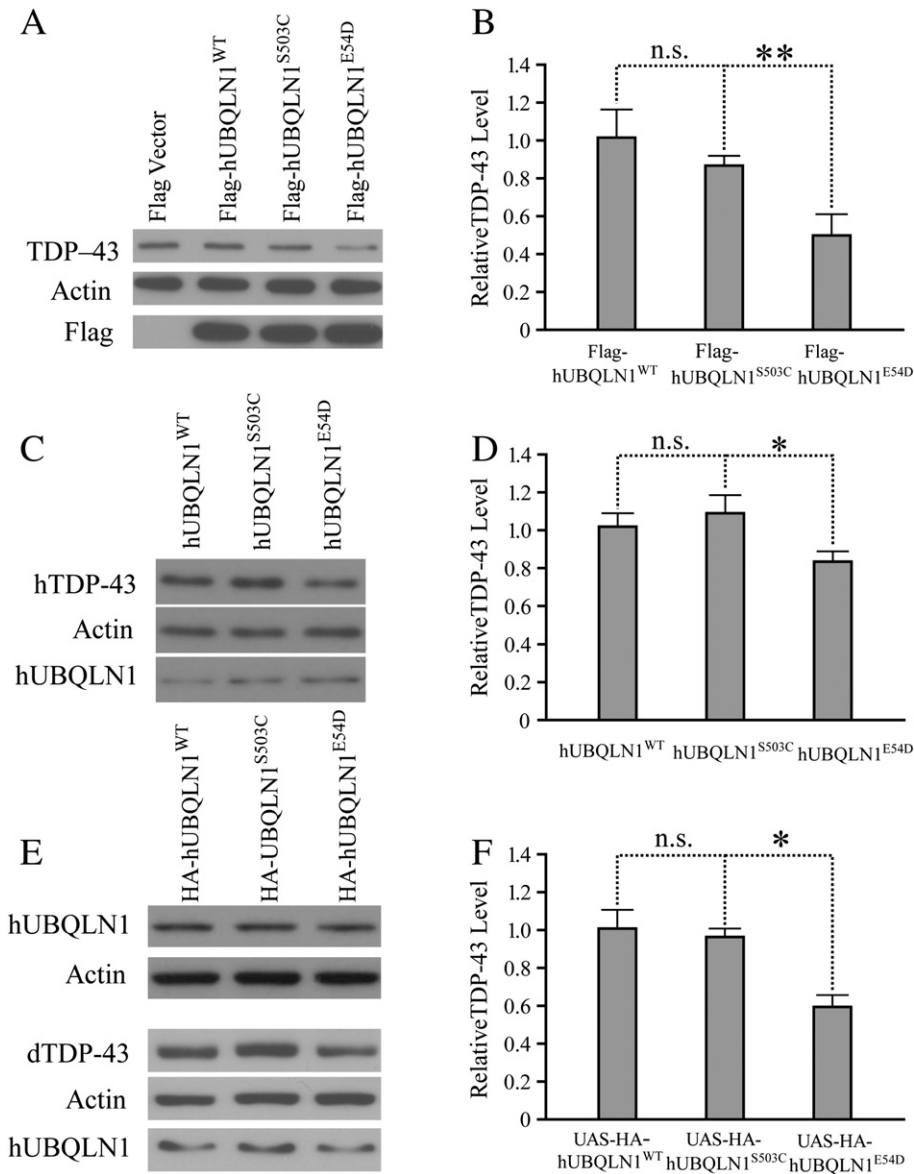 A
Flag Vector
Flag-hUBQLN1WT
Flag-hUBQLN1S503C
Flag-hUBQLN1E54D
TDP–43
Actin
Flag
B
n.s.
**
RelativeTDP-43 Level
1.4
1.2
1.0
0.8
0.6
0.4
0.2
0
Flag-
hUBQLN1WT
Flag-
hUBQLN1S503C
Flag-
hUBQLN1E54D
C
hUBQLN1WT
hUBQLN1S503C
hUBQLN1E54D
hTDP-43
Actin
hUBQLN1
D
n.s.
*
RelativeTDP-43 Level
1.4
1.2
1.0
0.8
0.6
0.4
0.2
0
hUBQLN1WT
hUBQLN1S503C
hUBQLN1E54D
E
HA-hUBQLN1WT
HA-UBQLN1S503C
HA-hUBQLN1E54D
hUBQLN1
Actin
dTDP-43
Actin
hUBQLN1
F
n.s.
*
RelativeTDP-43 Level
1.4
1.2
1.0
0.8
0.6
0.4
0.2
0
UAS-HA-
hUBQLN1WT
UAS-HA-
hUBQLN1S503C
UAS-HA-
hUBQLN1E54D